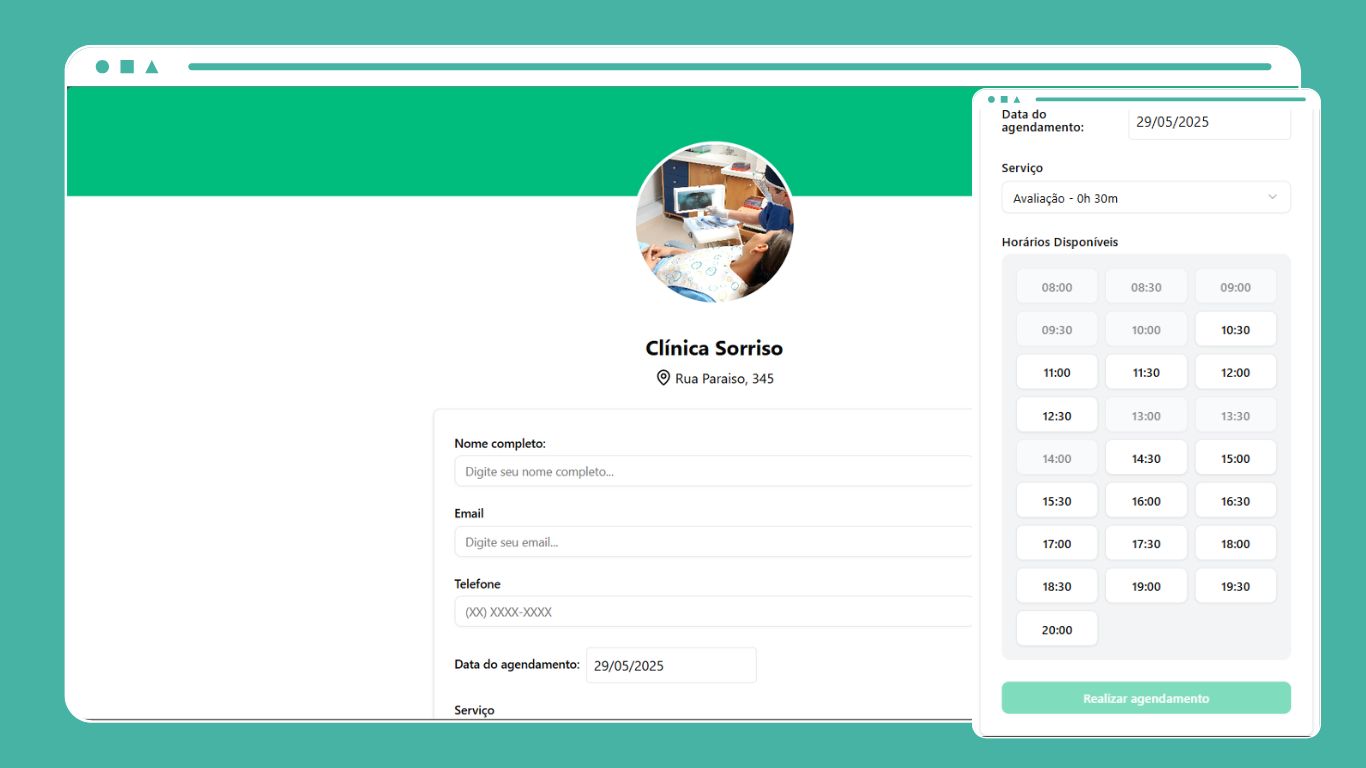 Clínica Sorriso
Rua Paraiso, 345
Nome completo:
Digite seu nome completo...
Email
Digite seu email...
Telefone
(XX) XXXX-XXXX
Data do agendamento: 29/05/2025
Serviço
Data do
agendamento:
29/05/2025
Serviço
Avaliação - 0h 30m
Horários Disponíveis
08:00 08:30 09:00
09:30 10:00 10:30
11:00 11:30 12:00
12:30 13:00 13:30
14:00 14:30 15:00
15:30 16:00 16:30
17:00 17:30 18:00
18:30 19:00 19:30
20:00
Realizar agendamento